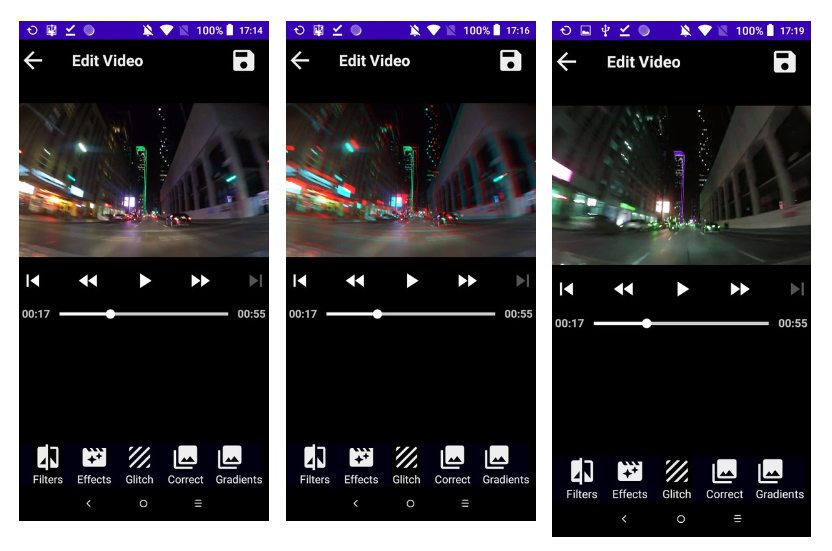 100% 17:14
Edit Video
00:17 00:55
Filters Effects Glitch Correct Gradients
100% 17:16
Edit Video
00:17 00:55
Filters Effects Glitch Correct Gradients
100% 17:19
Edit Video
00:17 00:55
Filters Effects Glitch Correct Gradients